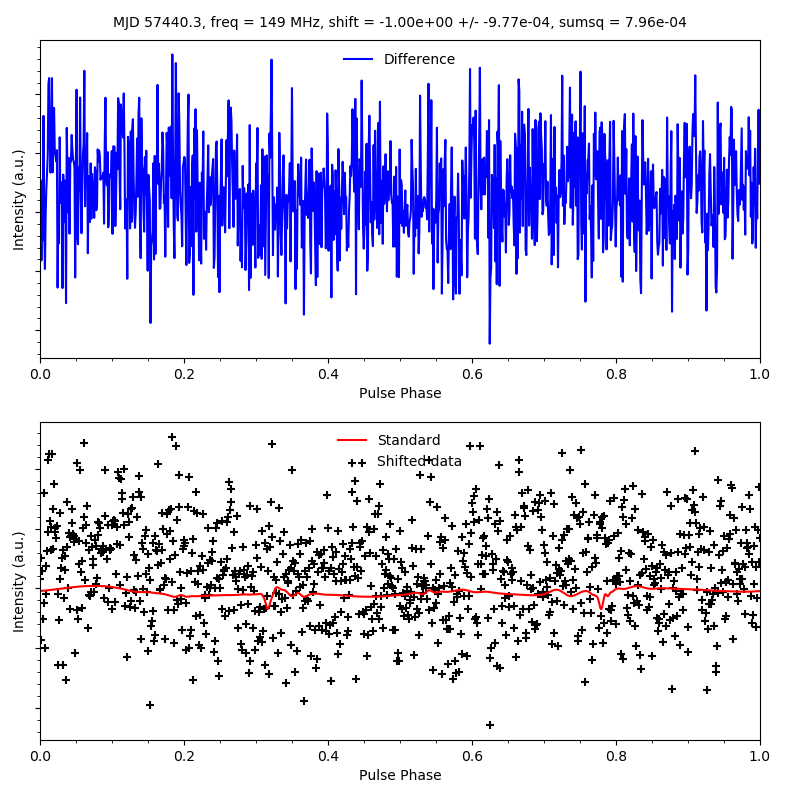 MJD 57440.3, freq = 149 MHz, shift = -1.00e+00 +/- -9.77e-04, sumsq = 7.96e-04
Difference
Intensity (a.u.)
0.0 0.2 0.4 0.6 0.8 1.0
Pulse Phase
Standard
Shifted data
Intensity (a.u.)
0.0 0.2 0.4 0.6 0.8 1.0
Pulse Phase